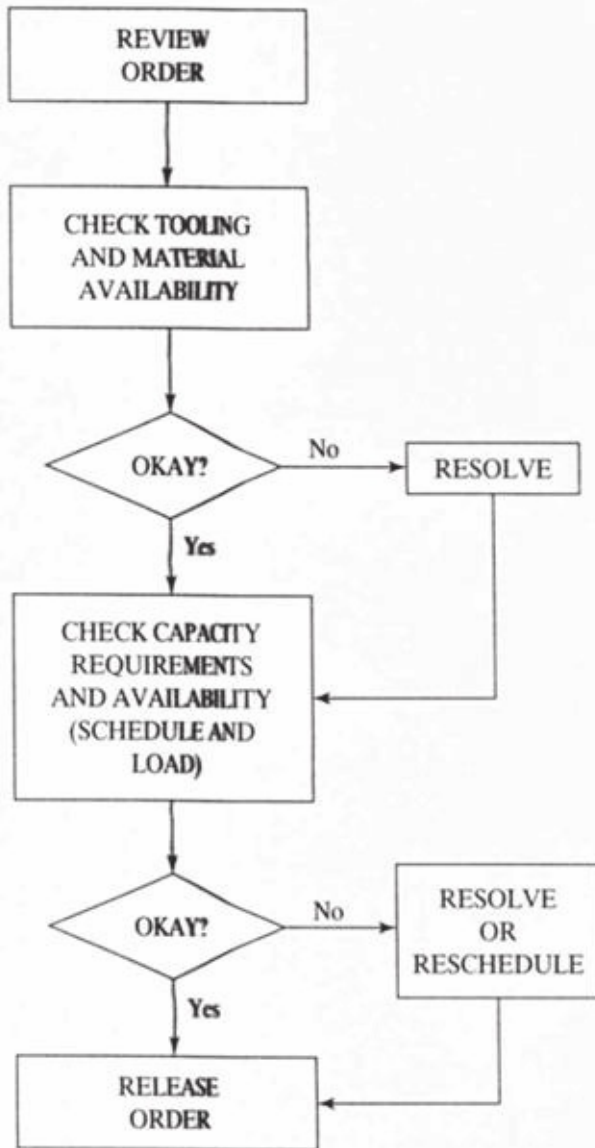 REVIEW
ORDER
CHECK TOOLING
AND MATERIAL
AVAILABILITY
OKAY?
No
RESOLVE
Yes
CHECK CAPACITY
REQUIREMENTS
AND AVAILABILITY
(SCHEDULE AND
LOAD)
OKAY?
No
RESOLVE
OR
RESCHEDULE
Yes
RELEASE
ORDER